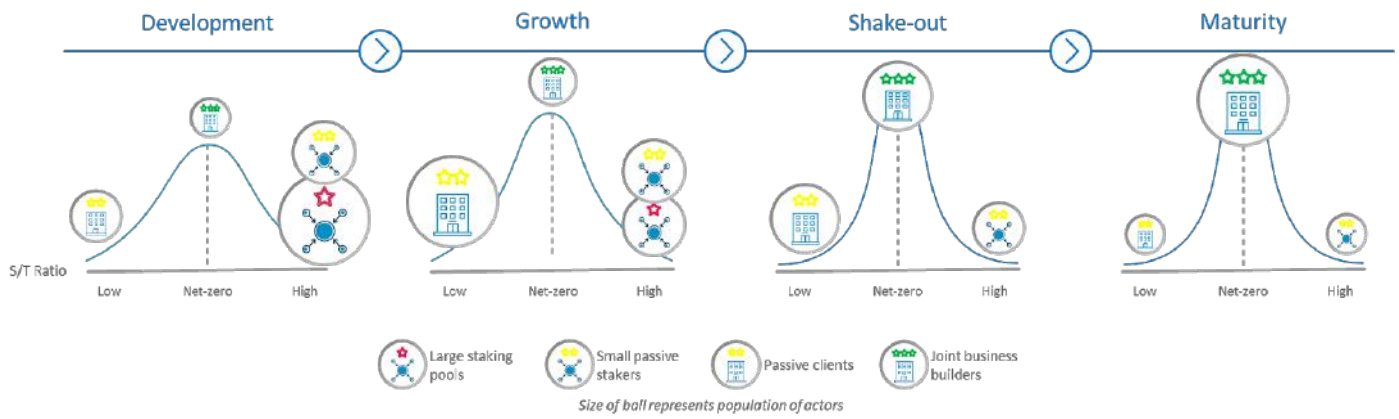 Development
Growth
Shake-out
Maturity
S/T Ratio
Low
Net-zero
High
Low
Net-zero
High
Low
Net-zero
High
Low
Net-zero
High
Large staking
pools
Small passive
stakers
Passive clients
Joint business
builders
Size of ball represents population of actors